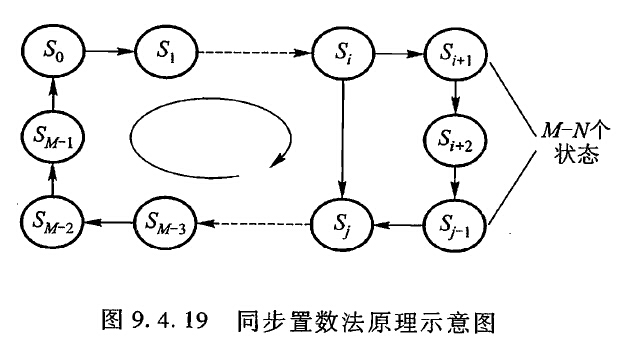 S0 S1 Si Si+1
M−N个
状态
SM−1 Si+2
SM−2 SM−3 Sj Sj−1
图 9.4.19 同步置数法原理示意图